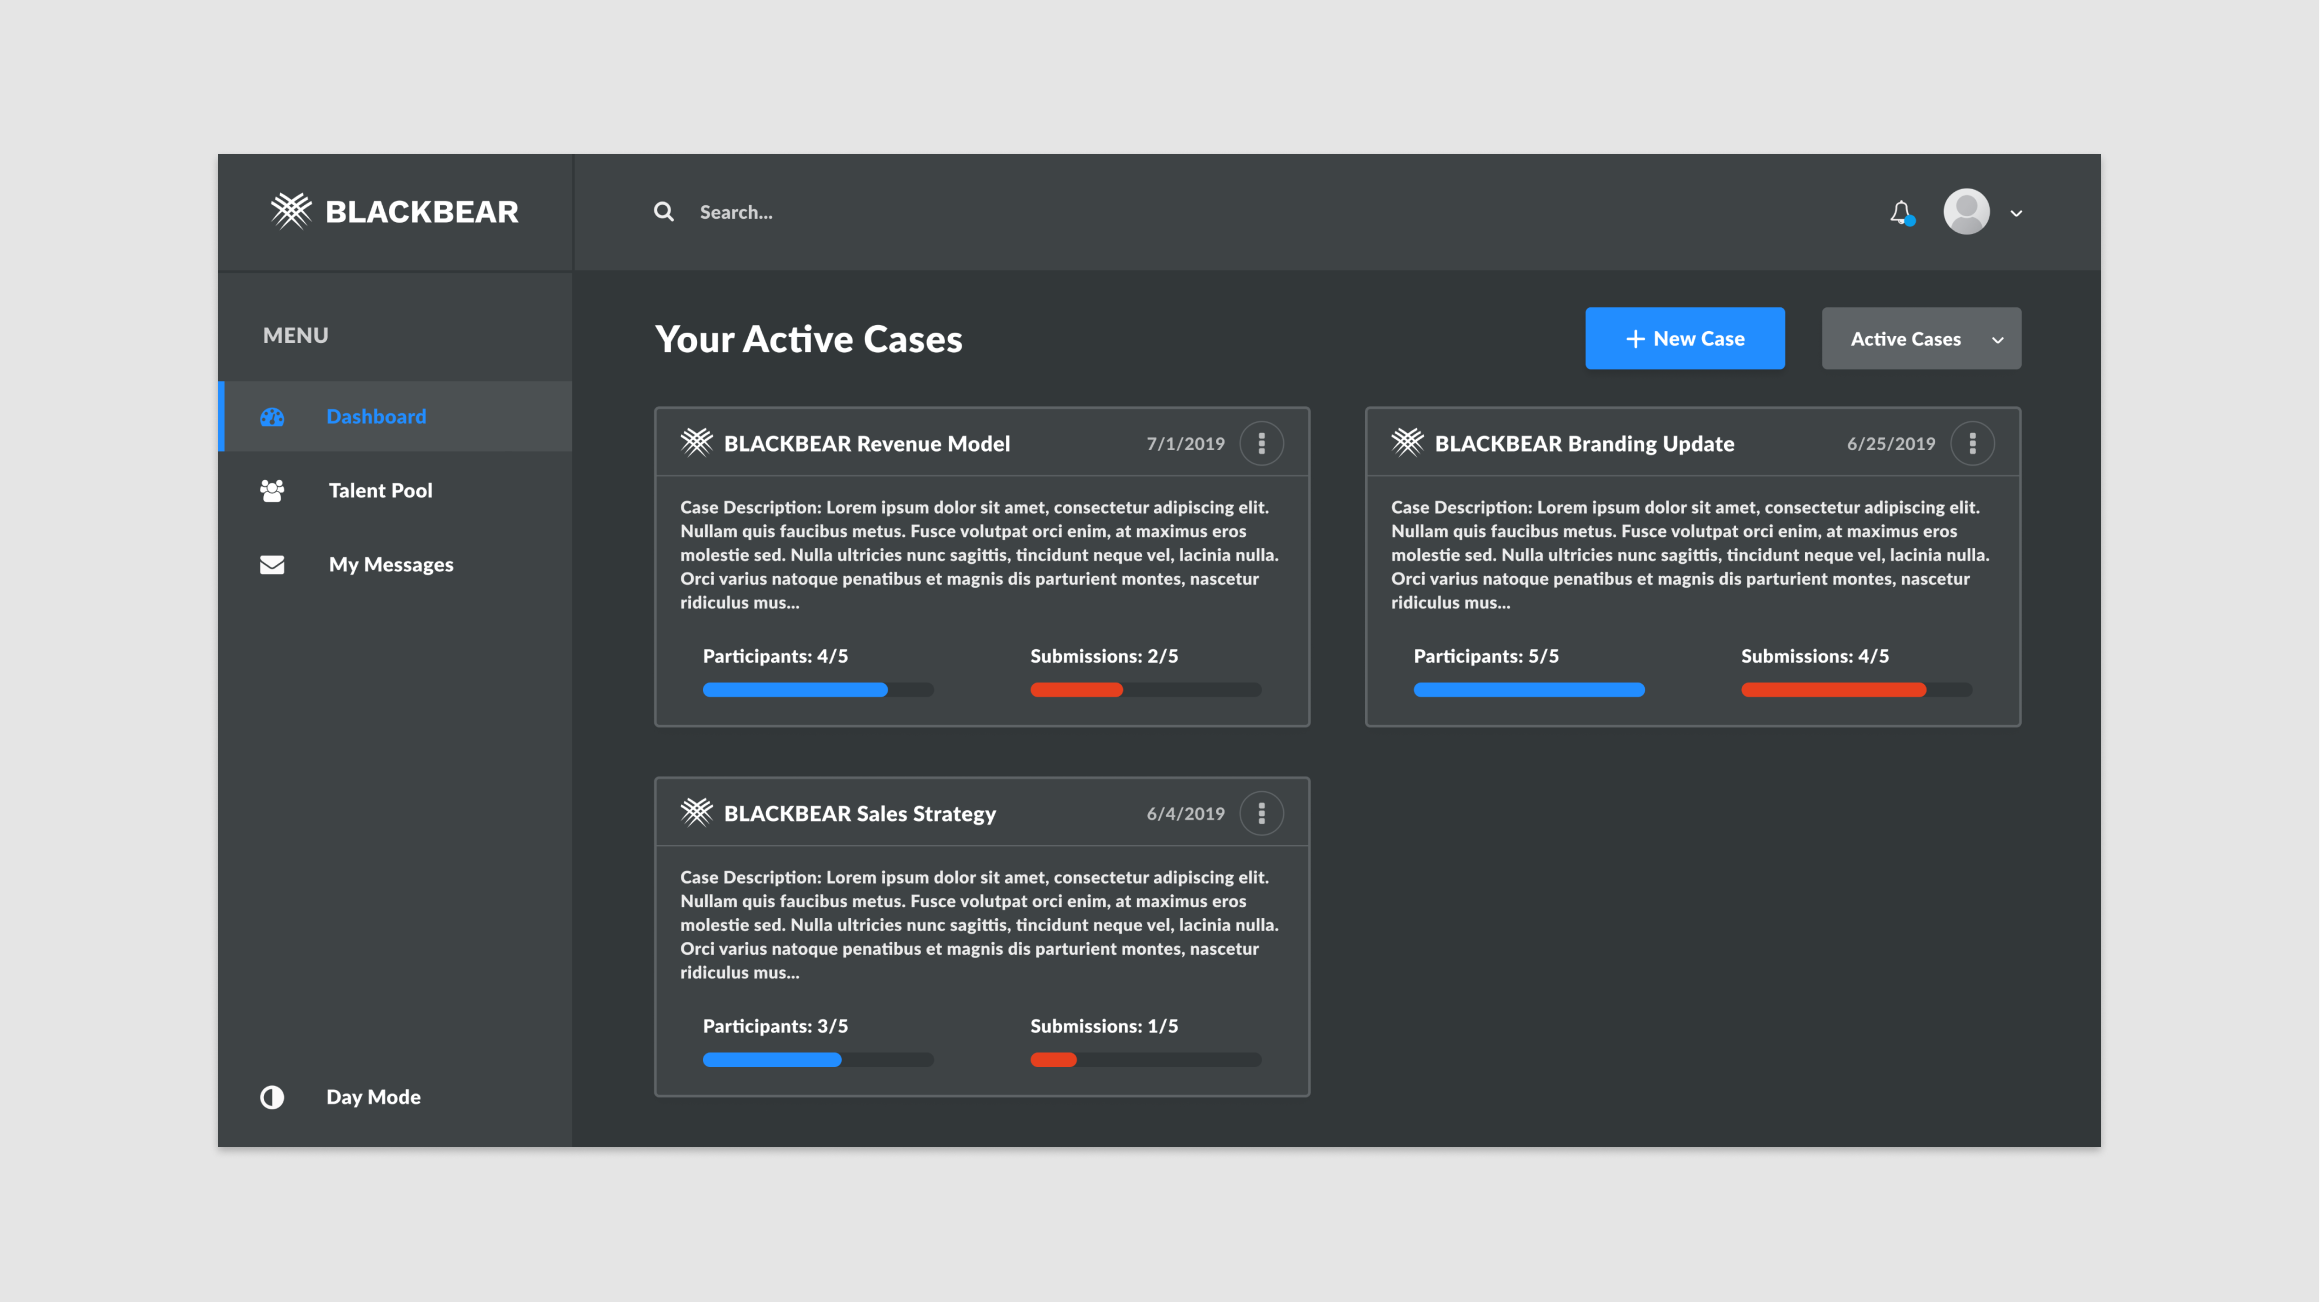 BLACKBEAR
Search...
MENU
Dashboard
Talent Pool
My Messages
Day Mode
Your Active Cases
New Case
Active Cases
BLACKBEAR Revenue Model
7/1/2019
Case Description: Lorem ipsum dolor sit amet, consectetur adipiscing elit.
Nullam quis faucibus metus. Fusce volutpat orci enim, at maximus eros
molestie sed. Nulla ultricies nunc sagittis, tincidunt neque vel, lacinia nulla.
Orci varius natoque penatibus et magnis dis parturient montes, nascetur
ridiculus mus...
Participants: 4/5
Submissions: 2/5
BLACKBEAR Branding Update
6/25/2019
Case Description: Lorem ipsum dolor sit amet, consectetur adipiscing elit.
Nullam quis faucibus metus. Fusce volutpat orci enim, at maximus eros
molestie sed. Nulla ultricies nunc sagittis, tincidunt neque vel, lacinia nulla.
Orci varius natoque penatibus et magnis dis parturient montes, nascetur
ridiculus mus...
Participants: 5/5
Submissions: 4/5
BLACKBEAR Sales Strategy
6/4/2019
Case Description: Lorem ipsum dolor sit amet, consectetur adipiscing elit.
Nullam quis faucibus metus. Fusce volutpat orci enim, at maximus eros
molestie sed. Nulla ultricies nunc sagittis, tincidunt neque vel, lacinia nulla.
Orci varius natoque penatibus et magnis dis parturient montes, nascetur
ridiculus mus...
Participants: 3/5
Submissions: 1/5